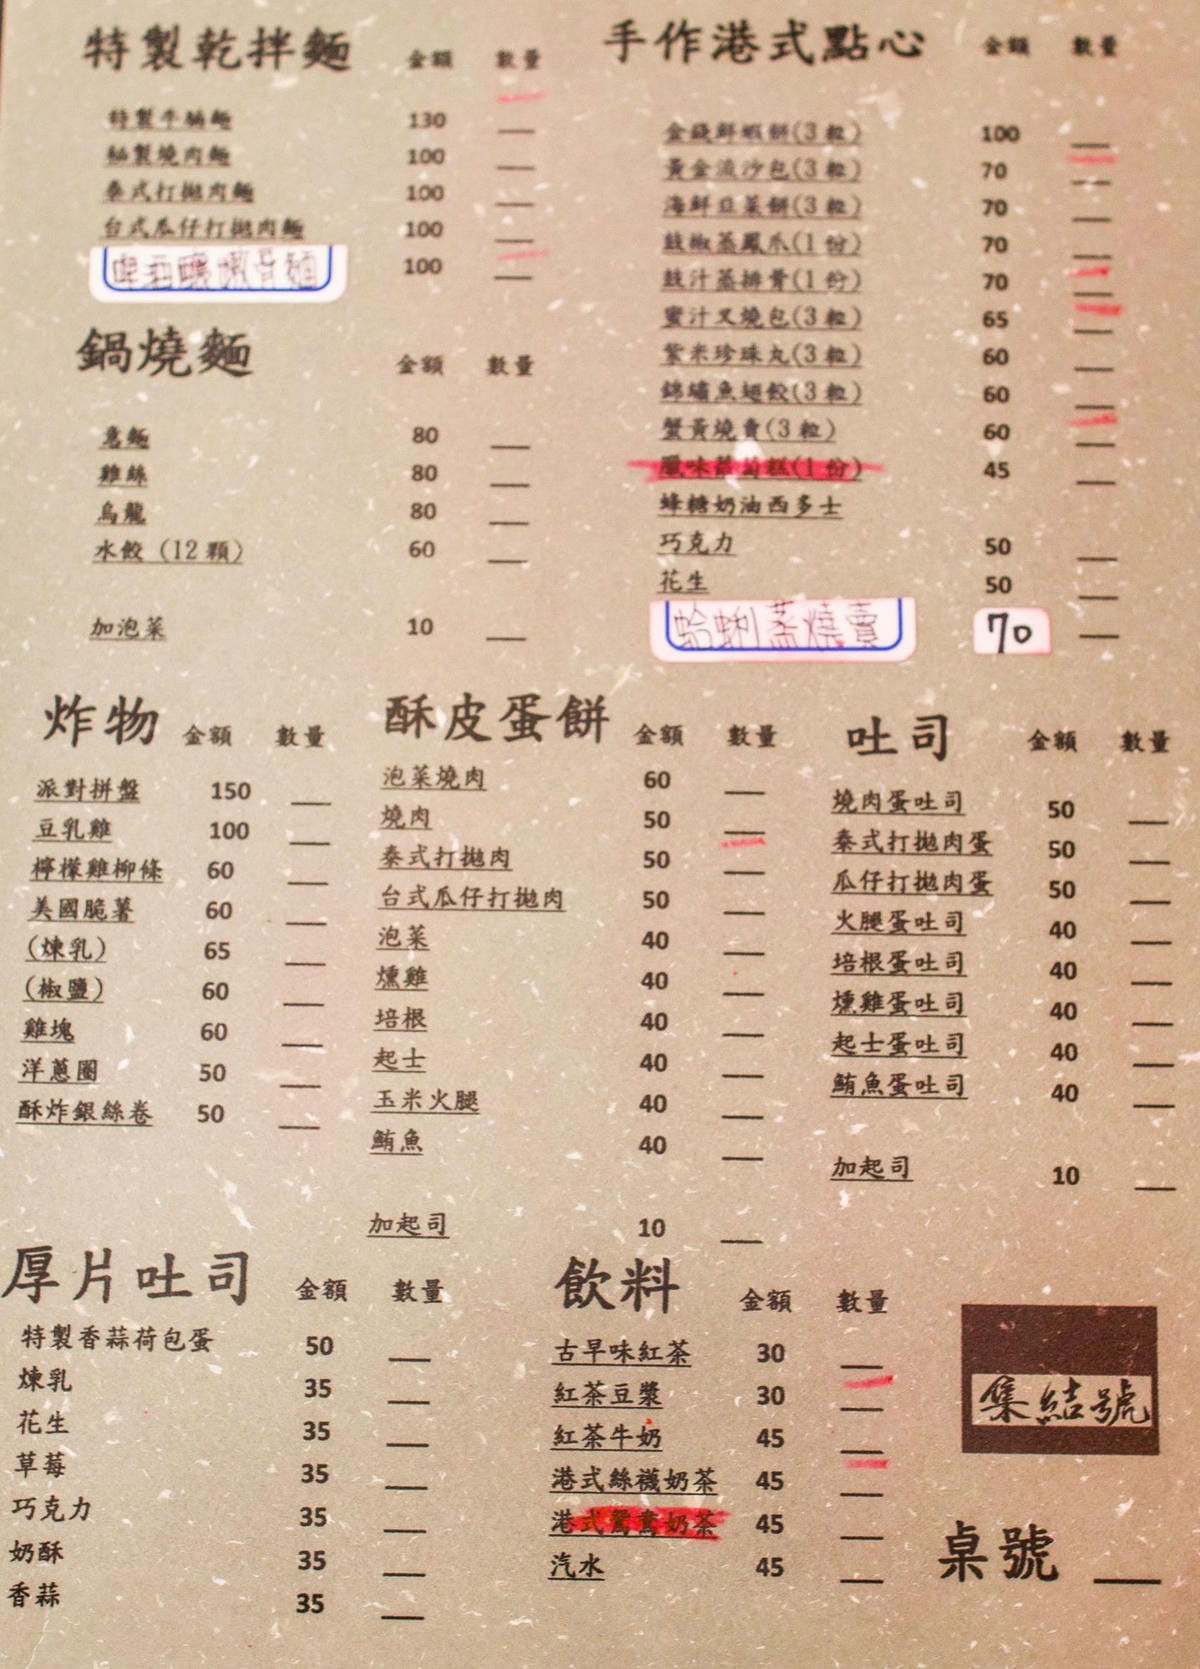 特製乾拌麵 金額 數量
特製牛腩麵 130
秘製燒肉麵 100
泰式打拋肉麵 100
台式瓜仔打拋肉麵 100
100
鍋燒麵 金額 數量
意麵 80
雞絲 80
烏龍 80
水餃（12顆） 60
加泡菜 10
手作港式點心 金額 數量
金錢鮮蝦餅(3粒) 100
黃金流沙包(3粒) 70
海鮮韭菜餅(3粒) 70
豉椒蒸鳳爪(1份) 70
豉汁蒸排骨(1份) 70
蜜汁叉燒包(3粒) 65
紫米珍珠丸(3粒) 60
錦繡魚翅餃(3粒) 60
蟹黃燒賣(3粒) 60
臘味蘿蔔糕(1份) 45
蜂糖奶油西多士
巧克力 50
花生 50
蛤蜊蒸燒賣 70
炸物 金額 數量
派對拼盤 150
豆乳雞 100
檸檬雞柳條 60
美國脆薯 60
(煉乳) 65
(椒鹽) 60
雞塊 60
洋蔥圈 50
酥炸銀絲卷 50
酥皮蛋餅 金額 數量
泡菜燒肉 60
燒肉 50
泰式打拋肉 50
台式瓜仔打拋肉 50
泡菜 40
燻雞 40
培根 40
起士 40
玉米火腿 40
鮪魚 40
加起司 10
吐司 金額 數量
燒肉蛋吐司 50
泰式打拋肉蛋 50
瓜仔打拋肉蛋 50
火腿蛋吐司 40
培根蛋吐司 40
燻雞蛋吐司 40
起士蛋吐司 40
鮪魚蛋吐司 40
加起司 10
厚片吐司 金額 數量
特製香蒜荷包蛋 50
煉乳 35
花生 35
草莓 35
巧克力 35
奶酥 35
香蒜 35
飲料 金額 數量
古早味紅茶 30
紅茶豆漿 30
紅茶牛奶 45
港式絲襪奶茶 45
港式鴛鴦奶茶 45
汽水 45
集結號
桌號